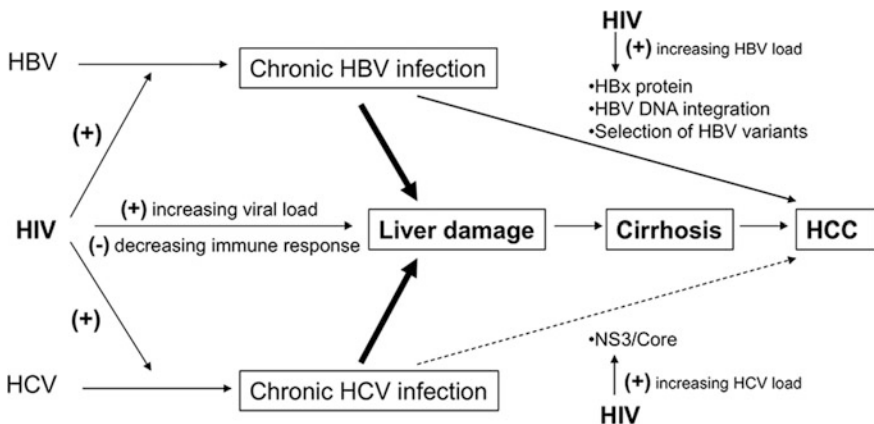 HIV
(+) increasing HBV load
HBV
Chronic HBV infection
•HBx protein
•HBV DNA integration
•Selection of HBV variants
(+)
(+) increasing viral load
HIV
(-) decreasing immune response
Liver damage
Cirrhosis
HCC
(+)
•NS3/Core
HCV
Chronic HCV infection
(+) increasing HCV load
HIV